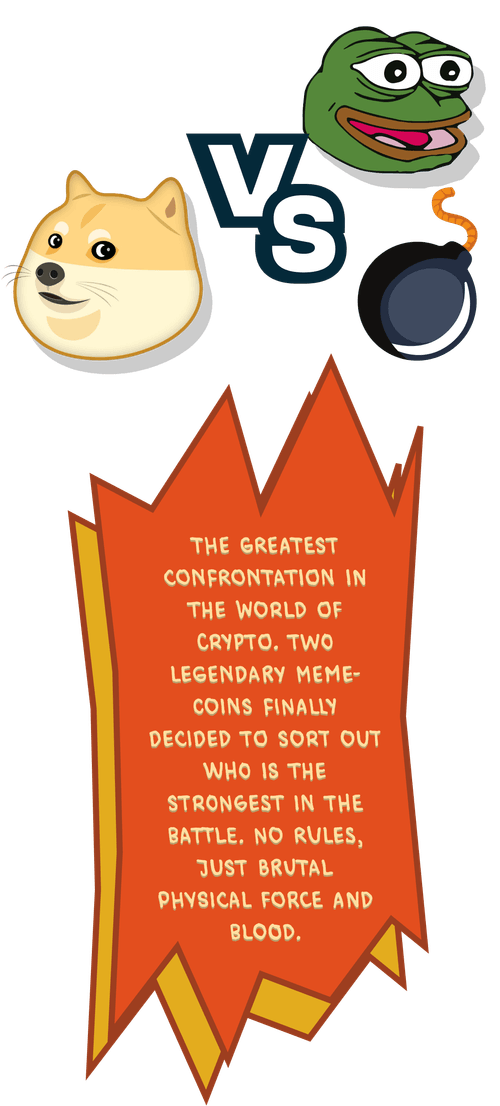 VS
THE GREATEST
CONFRONTATION IN
THE WORLD OF
CRYPTO. TWO
LEGENDARY MEME-
COINS FINALLY
DECIDED TO SORT OUT
WHO IS THE
STRONGEST IN THE
BATTLE. NO RULES,
JUST BRUTAL
PHYSICAL FORCE AND
BLOOD.